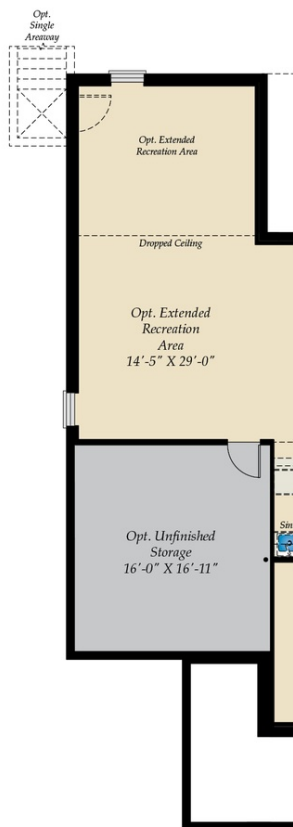 Opt.
Single
Areaway
Opt. Extended
Recreation Area
Dropped Ceiling
Opt. Extended
Recreation
Area
14'-5" X 29'-0"
Opt. Unfinished
Storage
16'-0" X 16'-11"